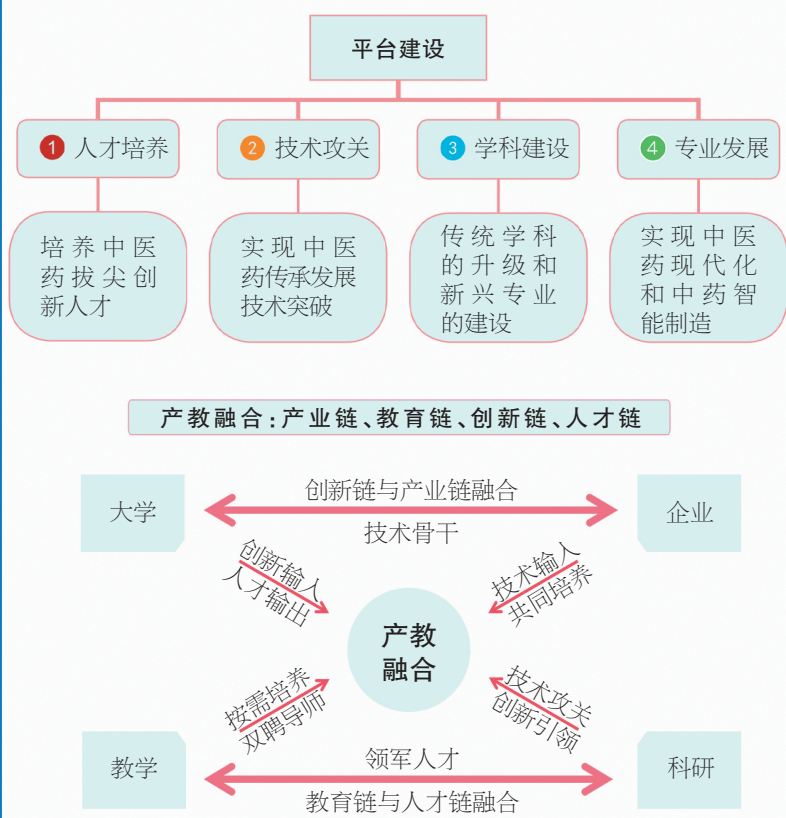 平台建设
1 人才培养
2 技术攻关
3 学科建设
4 专业发展
培养中医
药拔尖创
新人才
实现中医
药传承发展
技术突破
传统学科
的升级和
新兴专业
的建设
实现中医
药现代化
和中药智
能制造
产教融合:产业链、教育链、创新链、人才链
大学
创新链与产业链融合
技术骨干
企业
创新输入
人才输出
技术输入
共同培养
产教
融合
按需培养
双聘导师
技术攻关
创新引领
教学
领军人才
教育链与人才链融合
科研